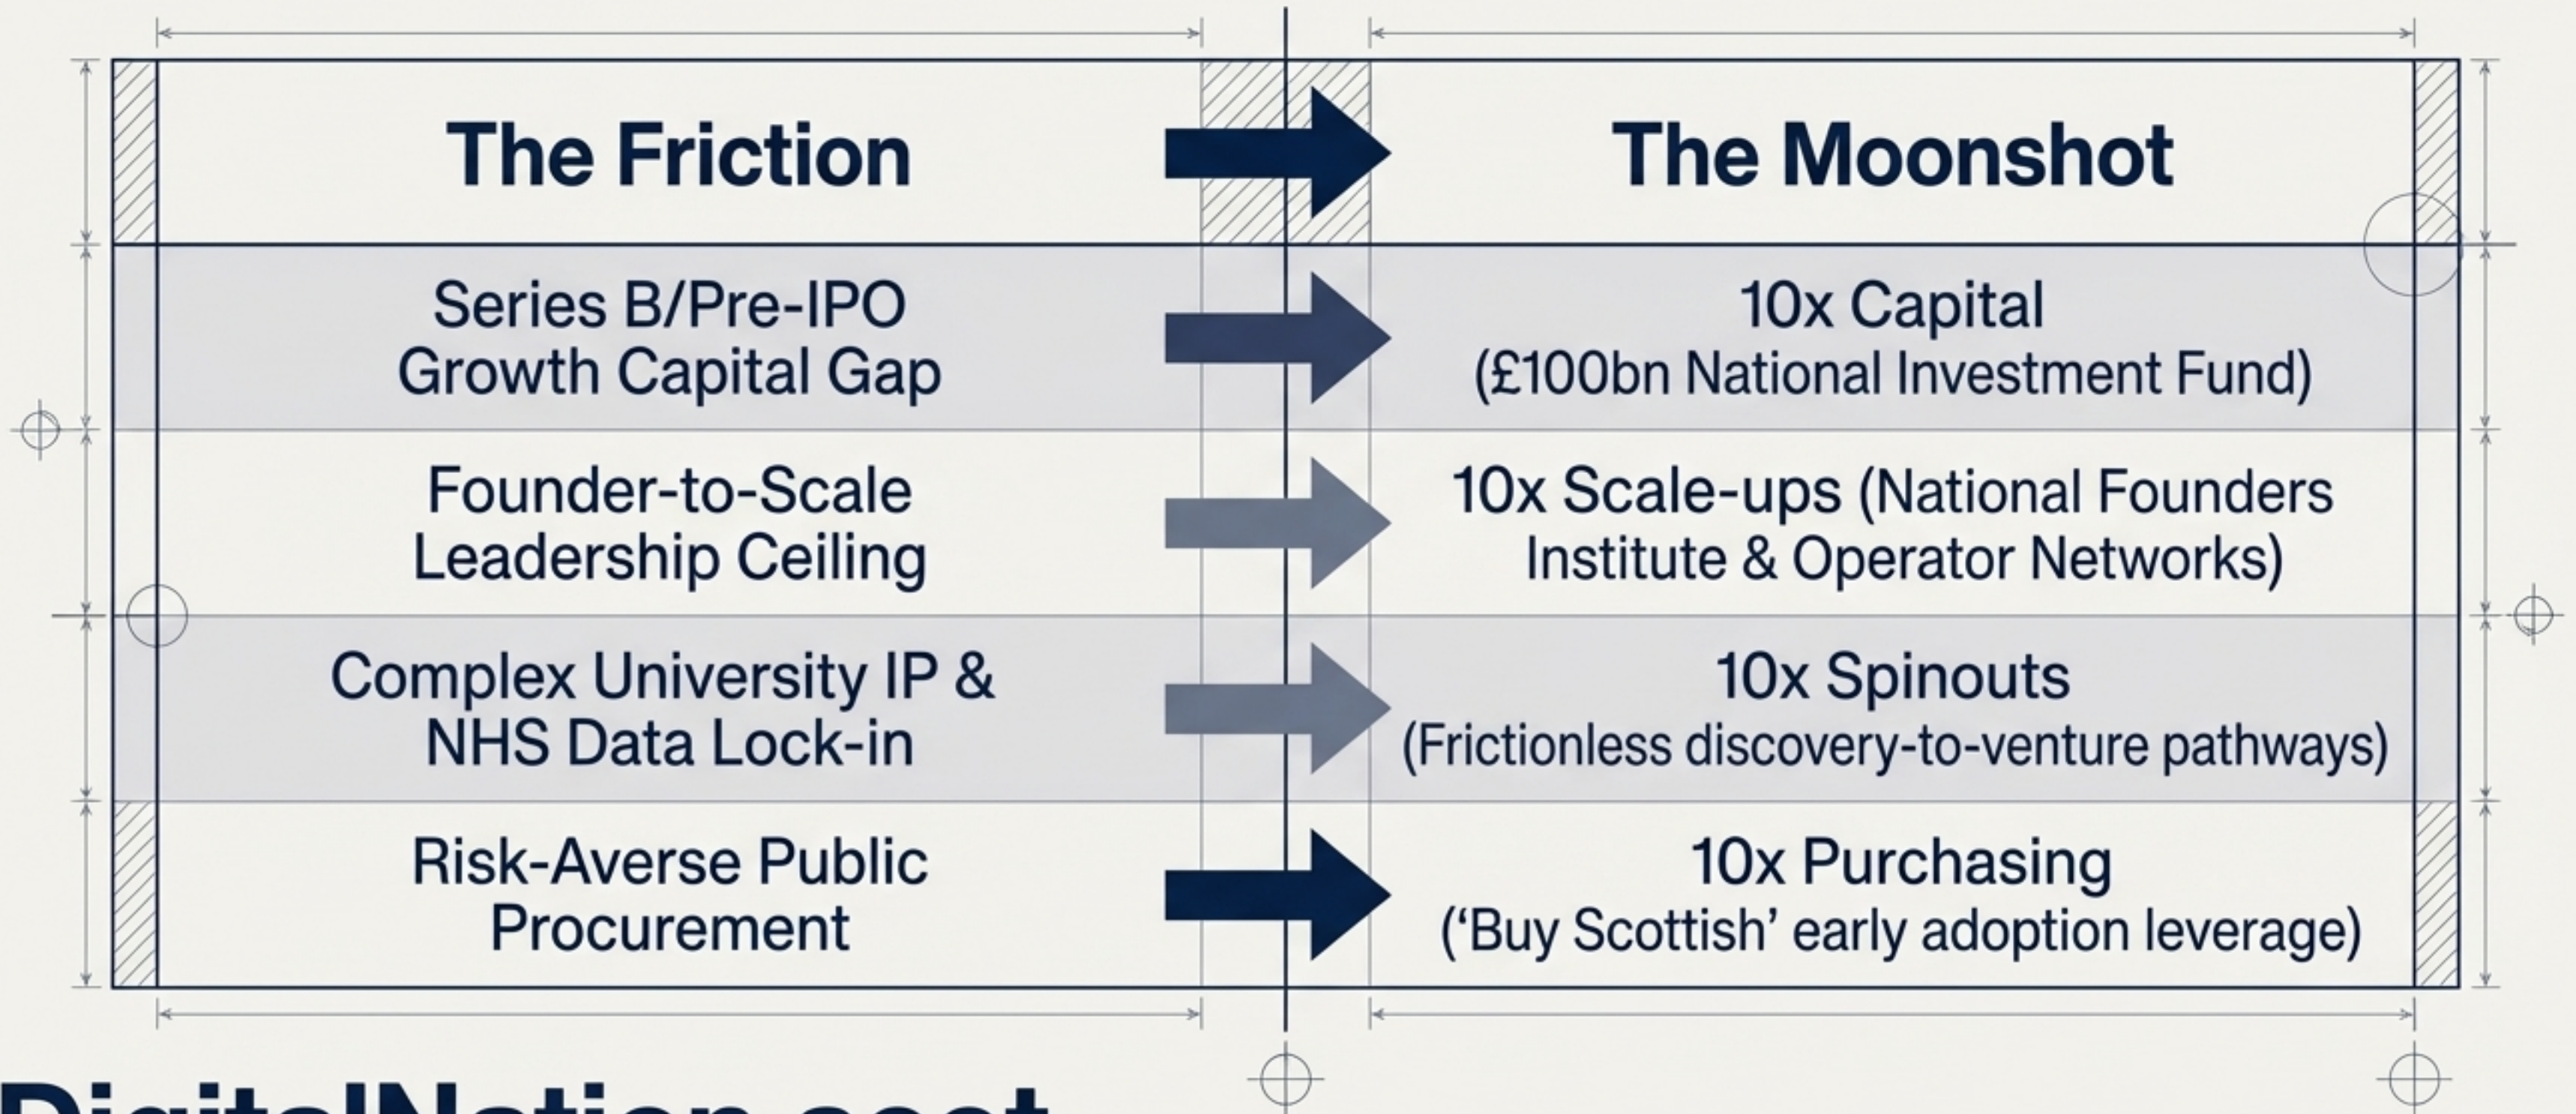 The Friction
The Moonshot
Series B/Pre-IPO
Growth Capital Gap
10x Capital
(£100bn National Investment Fund)
Founder-to-Scale
Leadership Ceiling
10x Scale-ups (National Founders
Institute & Operator Networks)
Complex University IP &
NHS Data Lock-in
10x Spinouts
(Frictionless discovery-to-venture pathways)
Risk-Averse Public
Procurement
10x Purchasing
(‘Buy Scottish’ early adoption leverage)
DigitalNation.scot